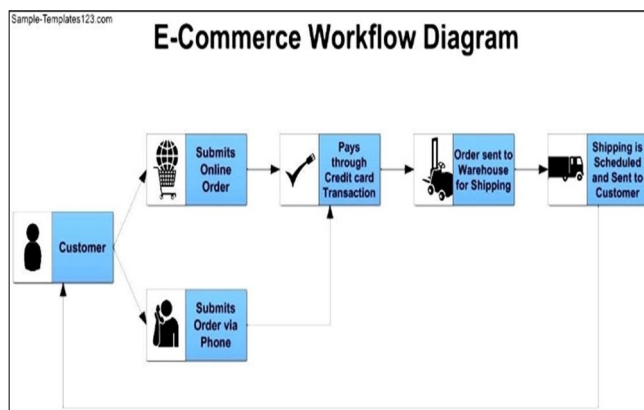 Sample-Templates123.com
E-Commerce Workflow Diagram
Submits
Online
Order
Pays
through
Credit card
Transaction
Order sent to
Warehouse
for Shipping
Shipping is
Scheduled
and Sent to
Customer
Customer
Submits
Order via
Phone